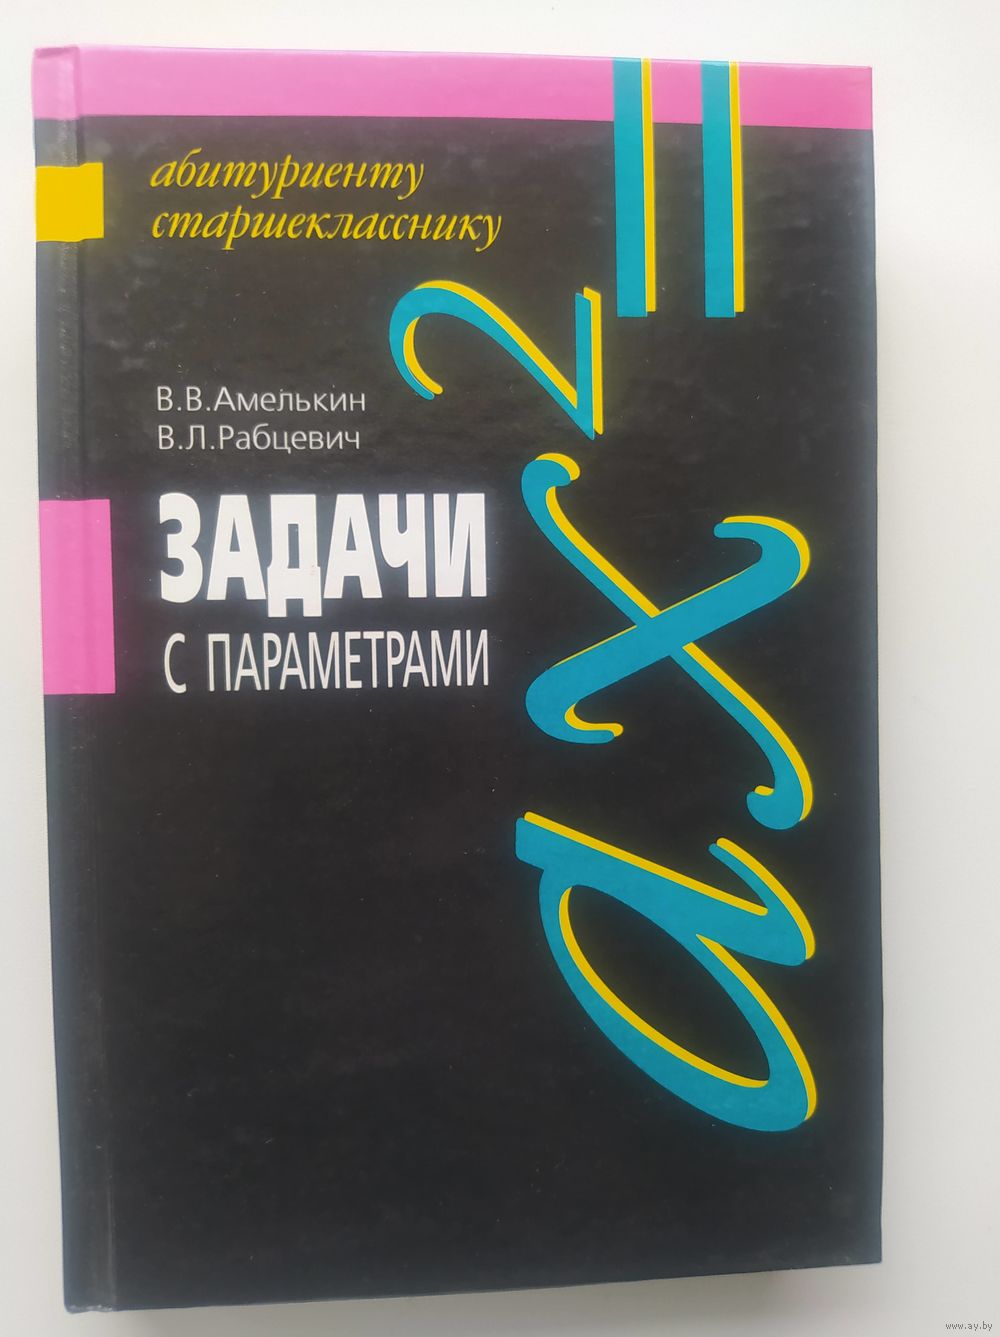 абитуриенту
старшекласснику
В.В.Амелькин
В.Л.Рабцевич
ЗАДАЧИ
С ПАРАМЕТРАМИ
ax²=
www.ay.by